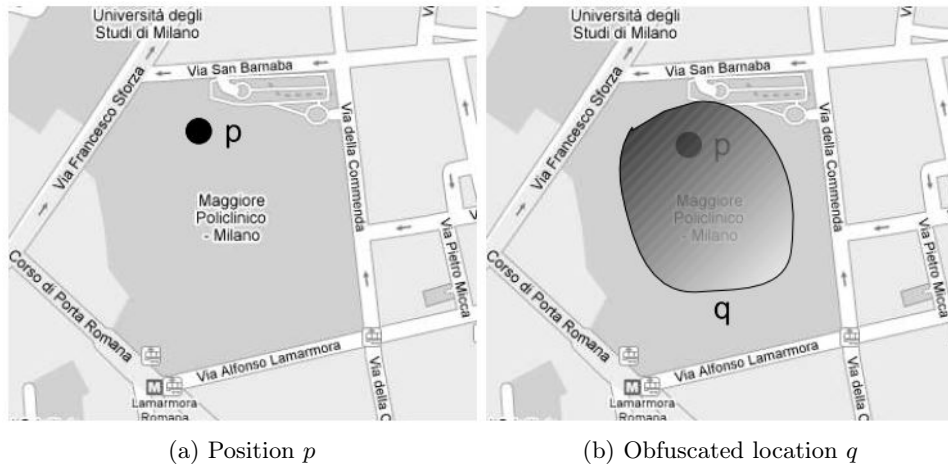 Università degli
Studi di Milano
Via San Barnaba
Via Francesco Sforza
p
Via della Commenda
Maggiore
Policlinico
- Milano
Via Pietro Micca
Corso di Porta Romana
Via Alfonso Lamarmora
M
Lamarmora
Romana
Via della C
(a) Position p
Università degli
Studi di Milano
Via San Barnaba
Via Francesco Sforza
p
Via della Commenda
Maggiore
Policlinico
- Milano
Via Pietro Micca
q
Corso di Porta Romana
Via Alfonso Lamarmora
M
Lamarmora
Romana
Via della C
(b) Obfuscated location q